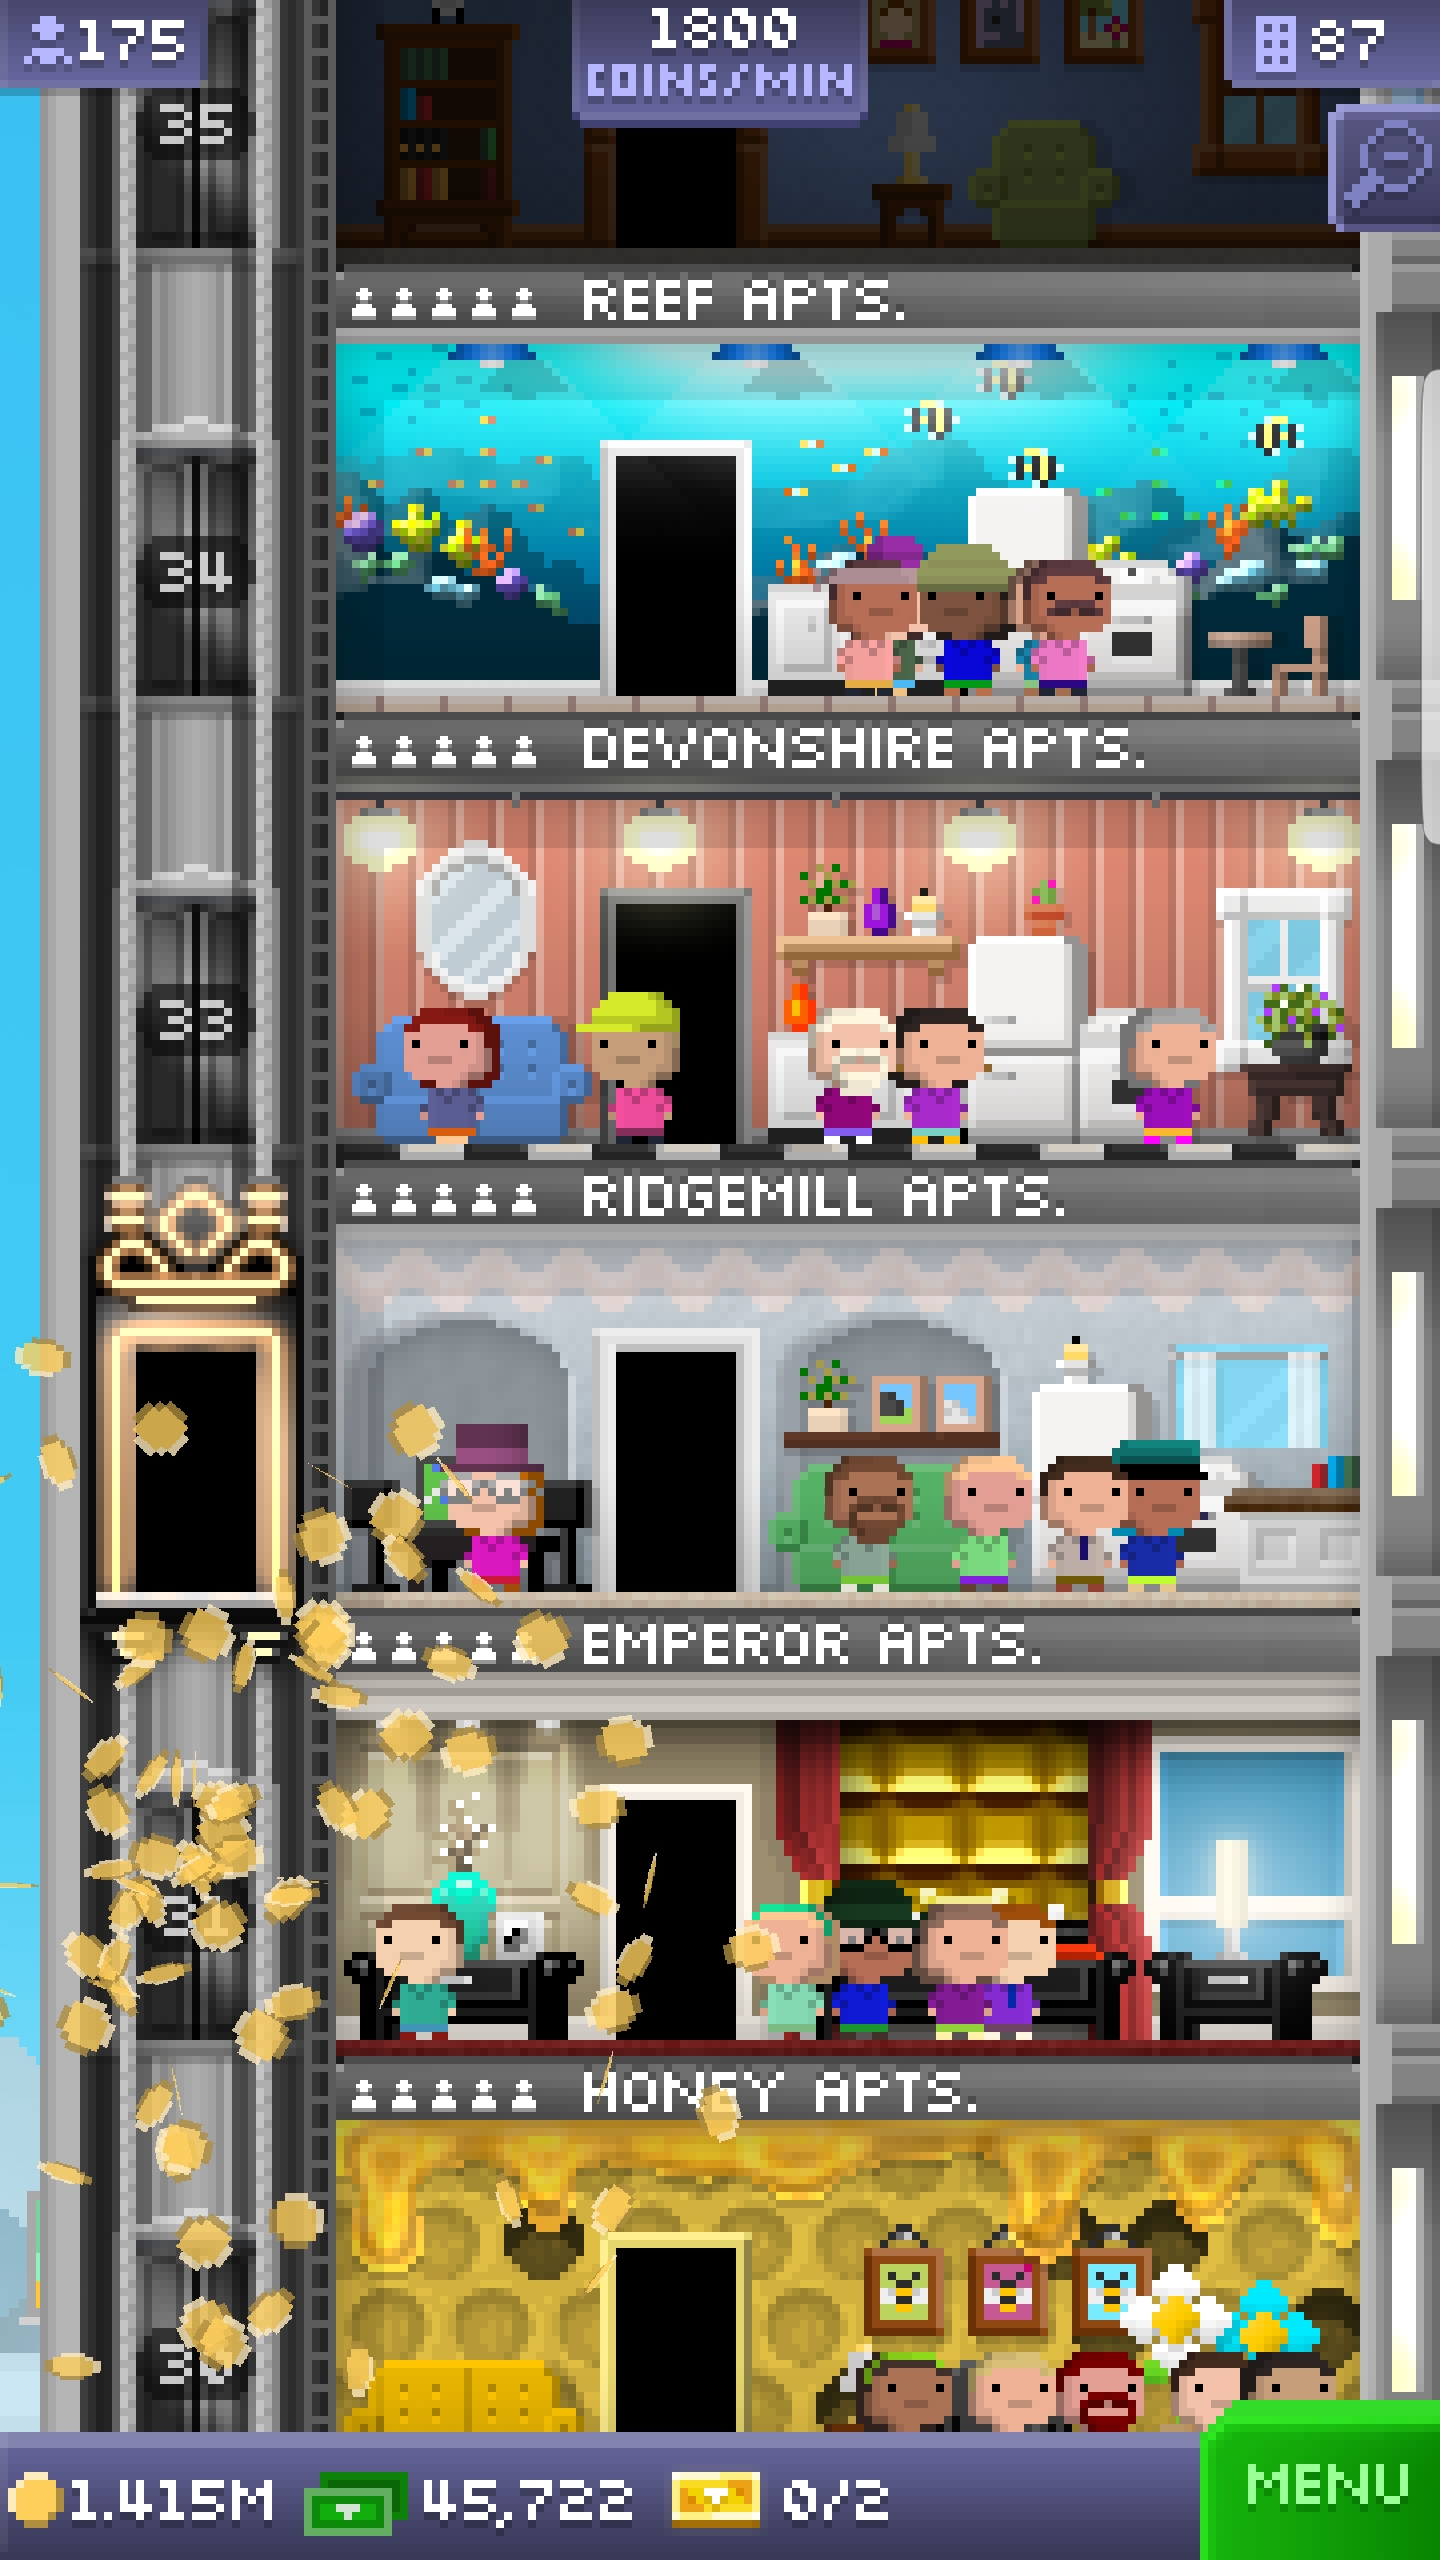 175
1800
COINS/MIN
87
35
REEF APTS.
34
DEVONSHIRE APTS.
33
RIDGEMILL APTS.
EMPEROR APTS.
31
HONEY APTS.
1.415M
45,722
0/2
MENU